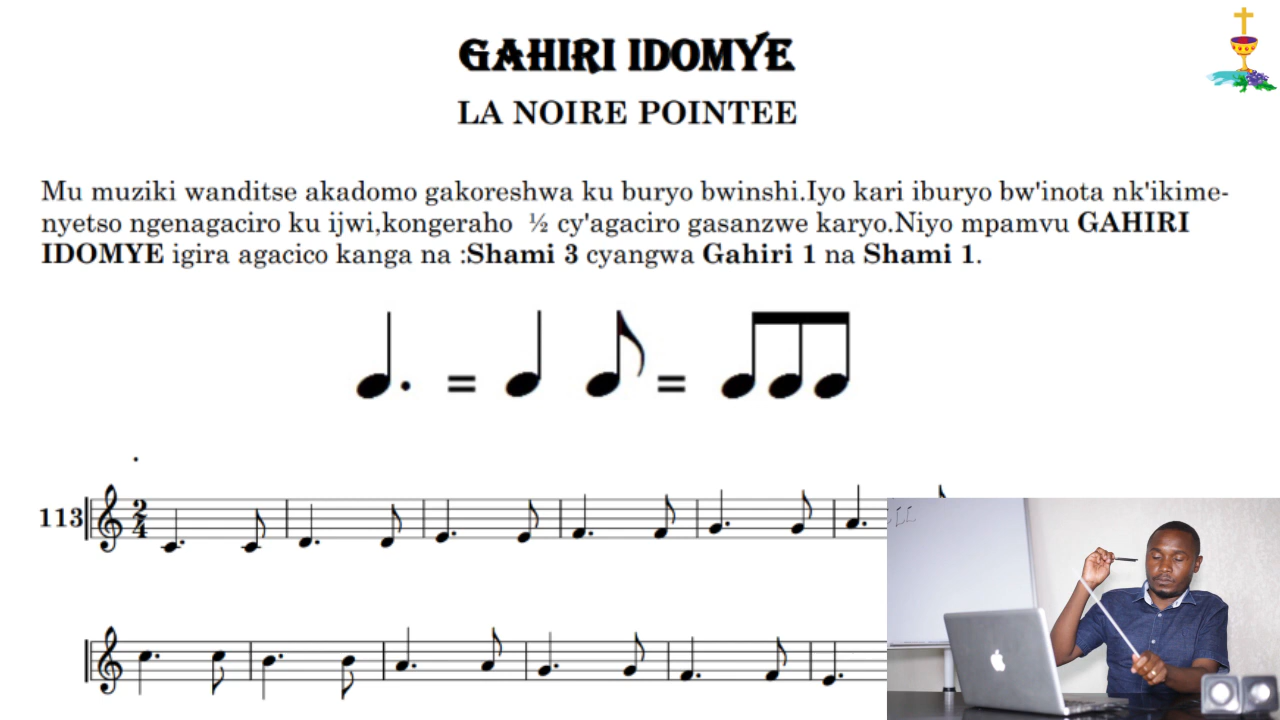 GAHIRI IDOMYE
LA NOIRE POINTEE
Mu muziki wanditse akadomo gakoreshwa ku buryo bwinshi.Iyo kari iburyo bw'inota nk'ikime-
nyetso ngenagaciro ku ijwi,kongeraho ½ cy'agaciro gasanzwe karyo.Niyo mpamvu GAHIRI
IDOMYE igira agacico kanga na :Shami 3 cyangwa Gahiri 1 na Shami 1.
= =
.
113 2
4